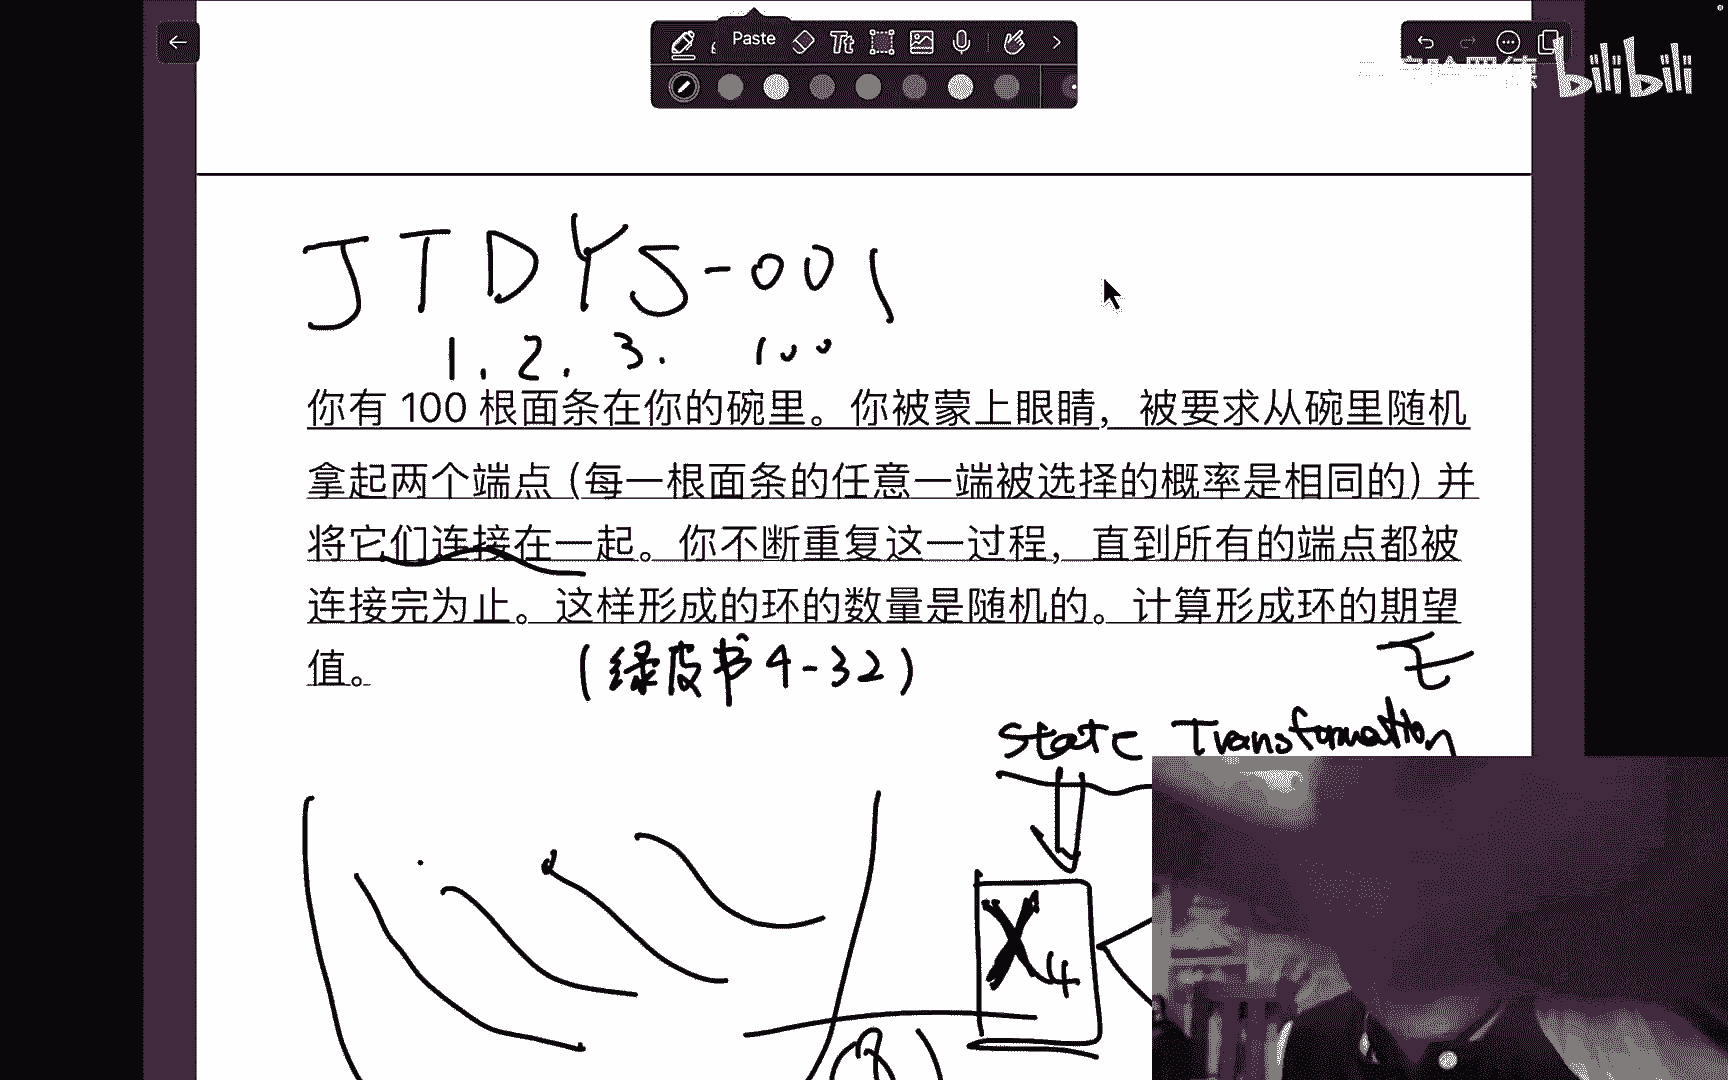 Paste
Tt
bilibili
JTDYS-001
1. 2. 3. 100
你有 100 根面条在你的碗里。你被蒙上眼睛，被要求从碗里随机
拿起两个端点（每一根面条的任意一端被选择的概率是相同的）并
将它们连接在一起。你不断重复这一过程，直到所有的端点都被
连接完为止。这样形成的环的数量是随机的。计算形成环的期望
值。
(绿皮书 4-32)
State Transformation
X4